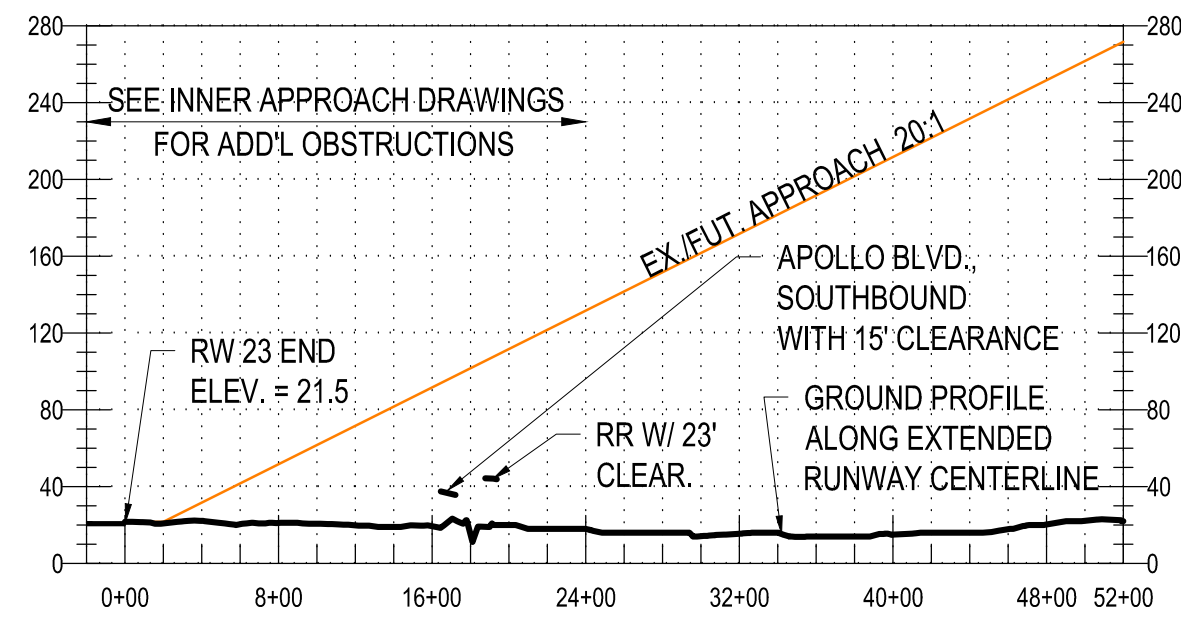 280
240
200
160
120
80
40
0
SEE INNER APPROACH DRAWINGS
FOR ADD'L OBSTRUCTIONS
EX./FUT. APPROACH 20:1
APOLLO BLVD.,
SOUTHBOUND
WITH 15' CLEARANCE
RW 23 END
ELEV. = 21.5
RR W/ 23'
CLEAR.
GROUND PROFILE
ALONG EXTENDED
RUNWAY CENTERLINE
280
240
200
160
120
80
40
0
0+00 8+00 16+00 24+00 32+00 40+00 48+00 52+00